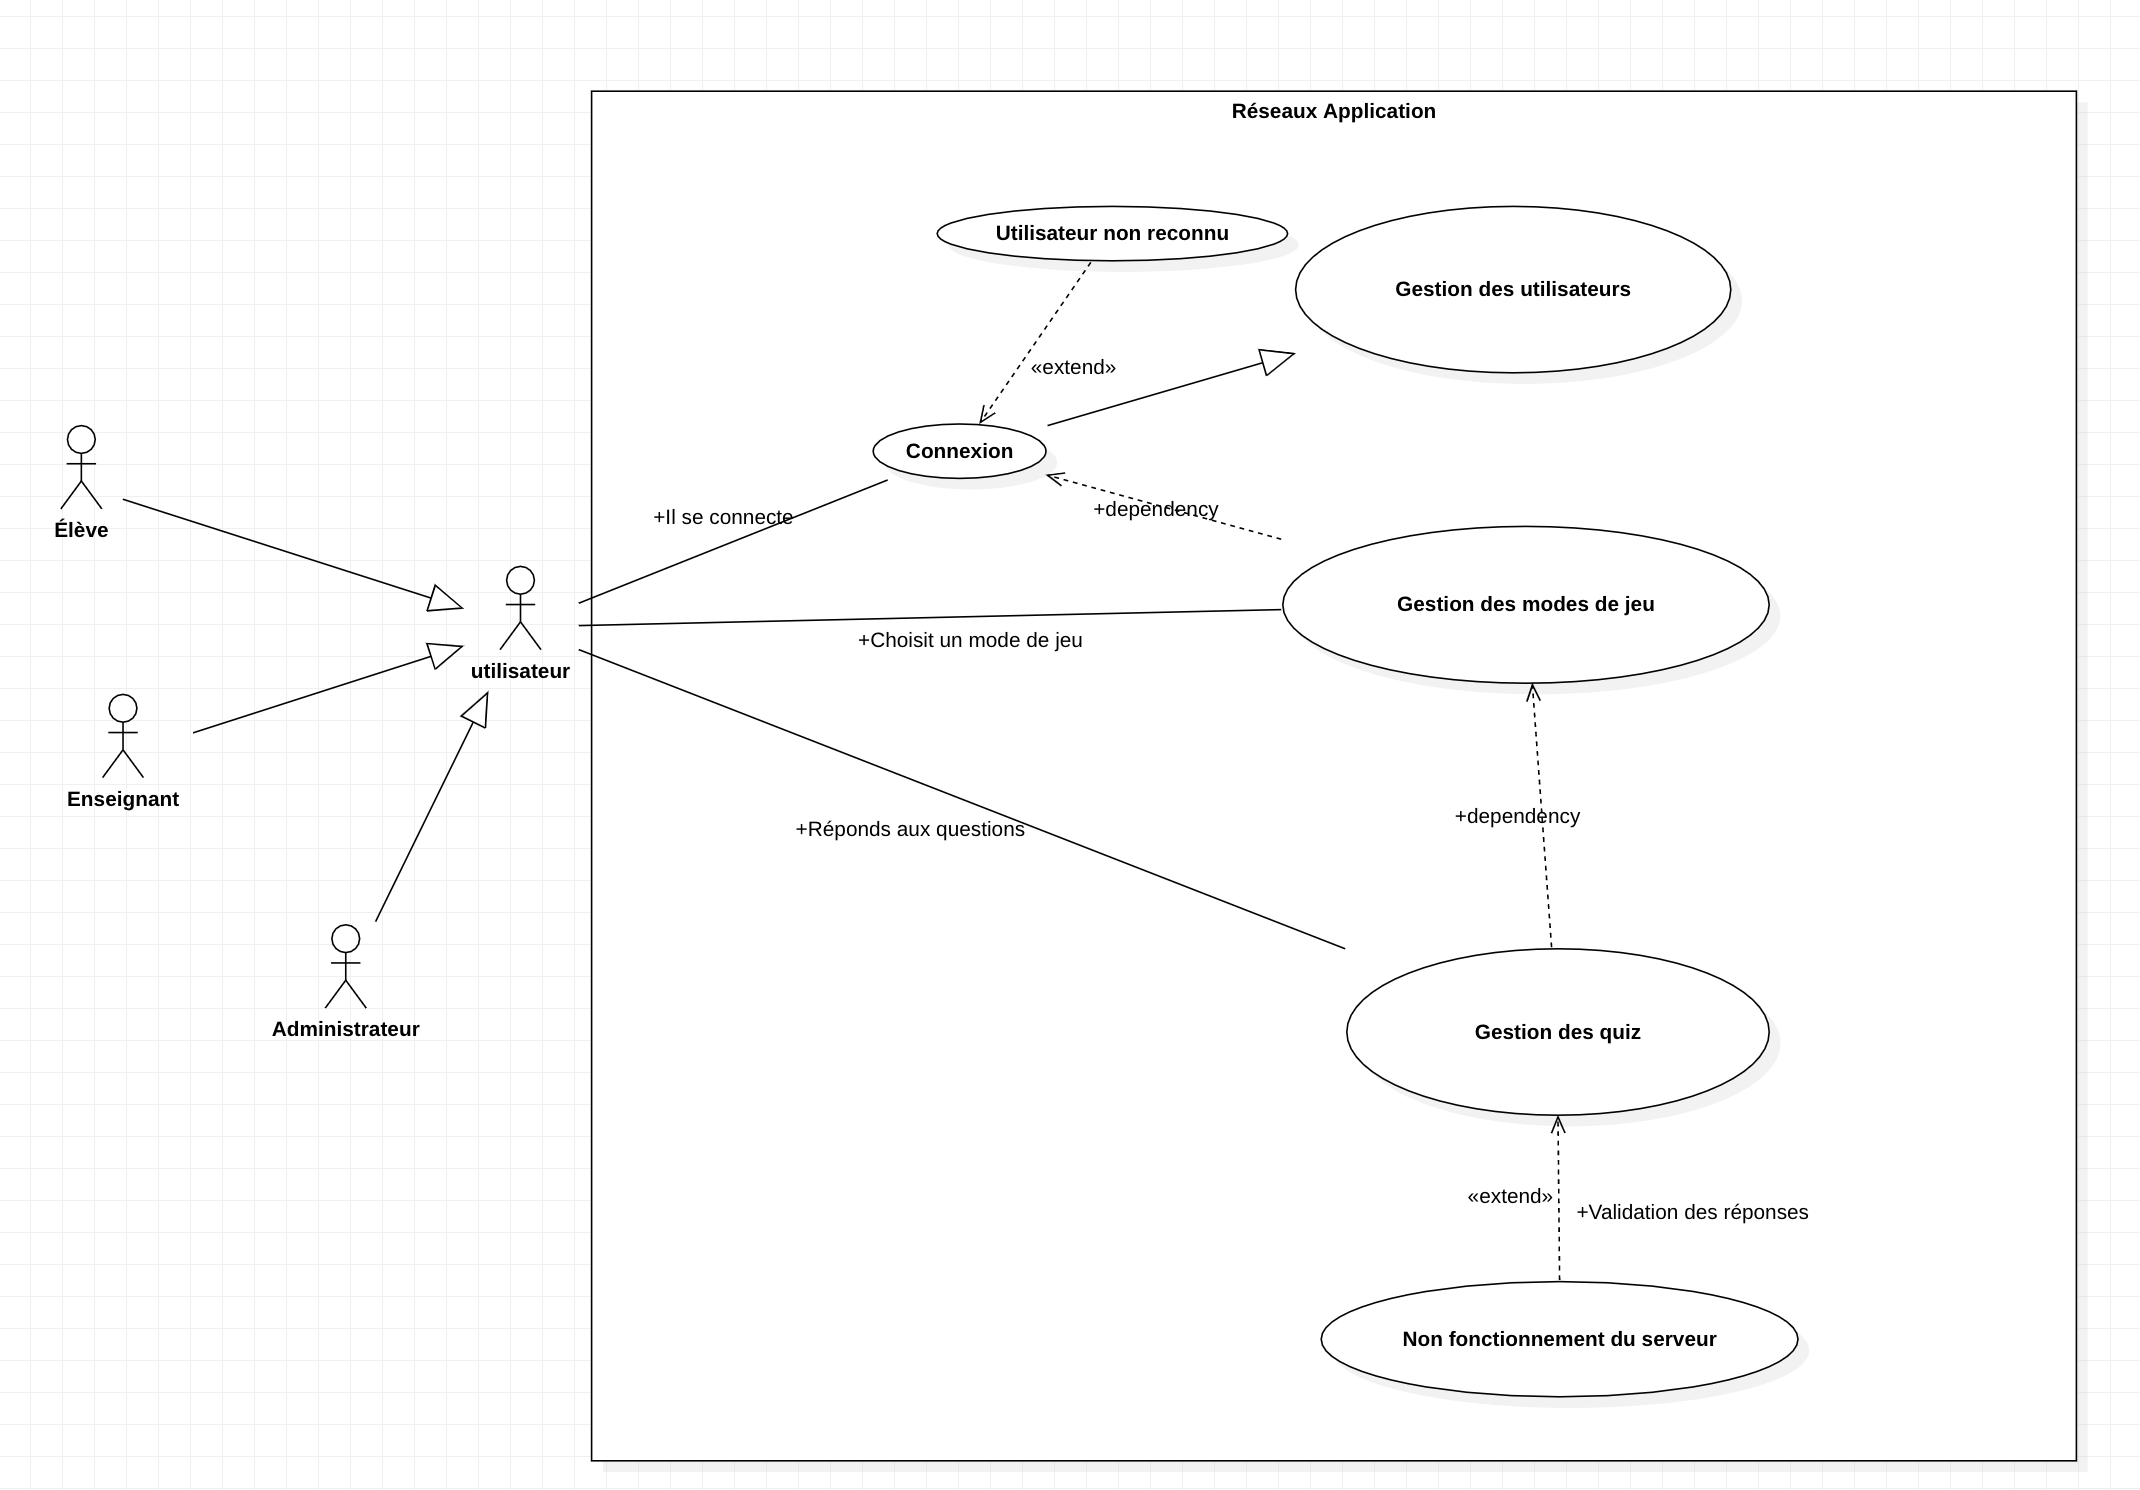 Réseaux Application
Utilisateur non reconnu
Gestion des utilisateurs
«extend»
Connexion
+Il se connecte
+dependency
Élève
Gestion des modes de jeu
+Choisit un mode de jeu
utilisateur
Enseignant
+dependency
+Réponds aux questions
Administrateur
Gestion des quiz
«extend»
+Validation des réponses
Non fonctionnement du serveur